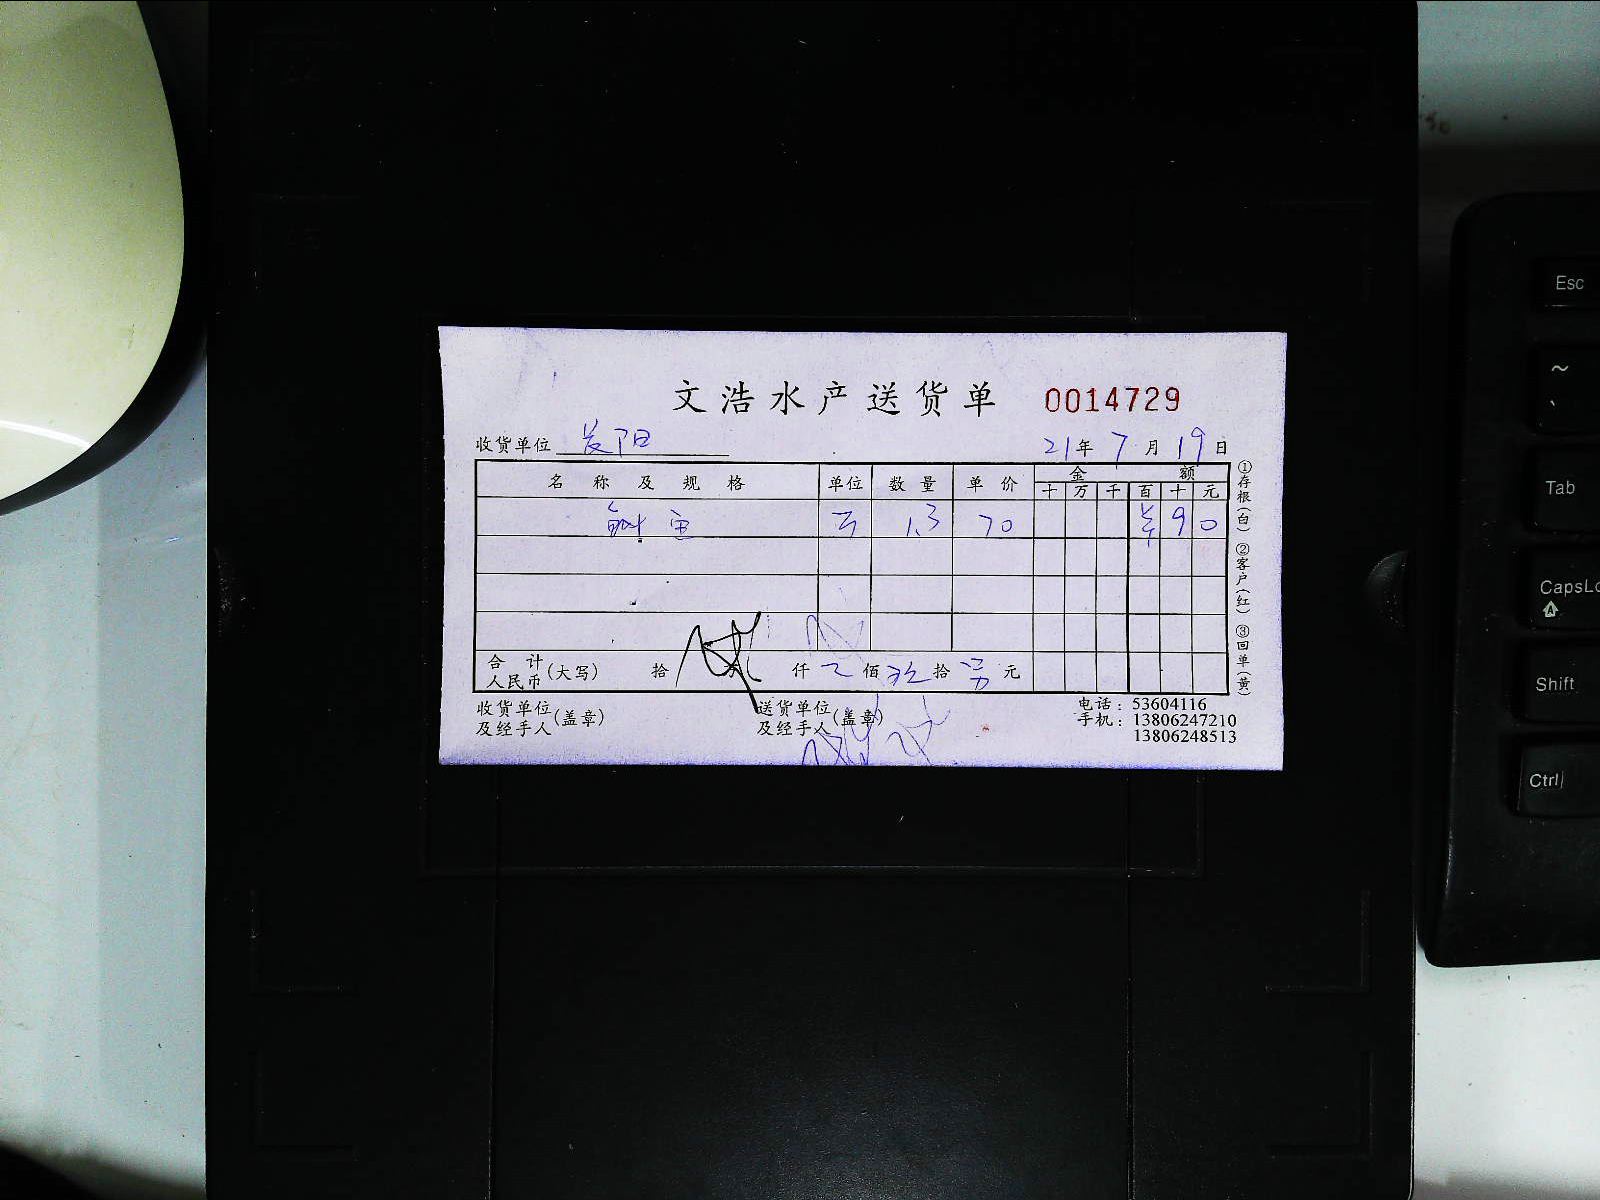 文浩水产送货单 0014729
收货单位 21年7月19日
名称及规格 单位 数量 单价 金额
十 万 千 百 十 元
鱼 1.3 70 ¥ 9 0
合计人民币(大写) 拾 仟 佰 玖拾 元
收货单位及经手人(盖章) 送货单位及经手人(盖章)
电话：53604116
手机：13806247210
13806248513
①存根(白) ②客户(红) ③回单(黄)
Esc
~
、
Tab
CapsLo
Shift
Ctrl